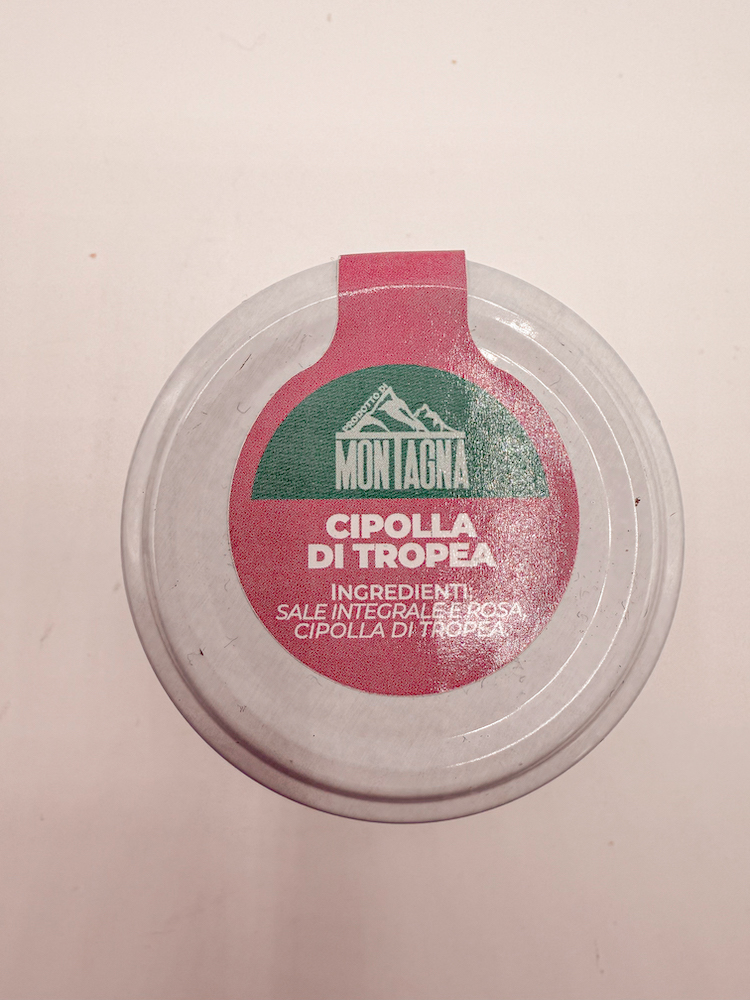 PRODOTTO DI
MONTAGNA
CIPOLLA
DI TROPEA
INGREDIENTI:
SALE INTEGRALE E ROSA
CIPOLLA DI TROPEA